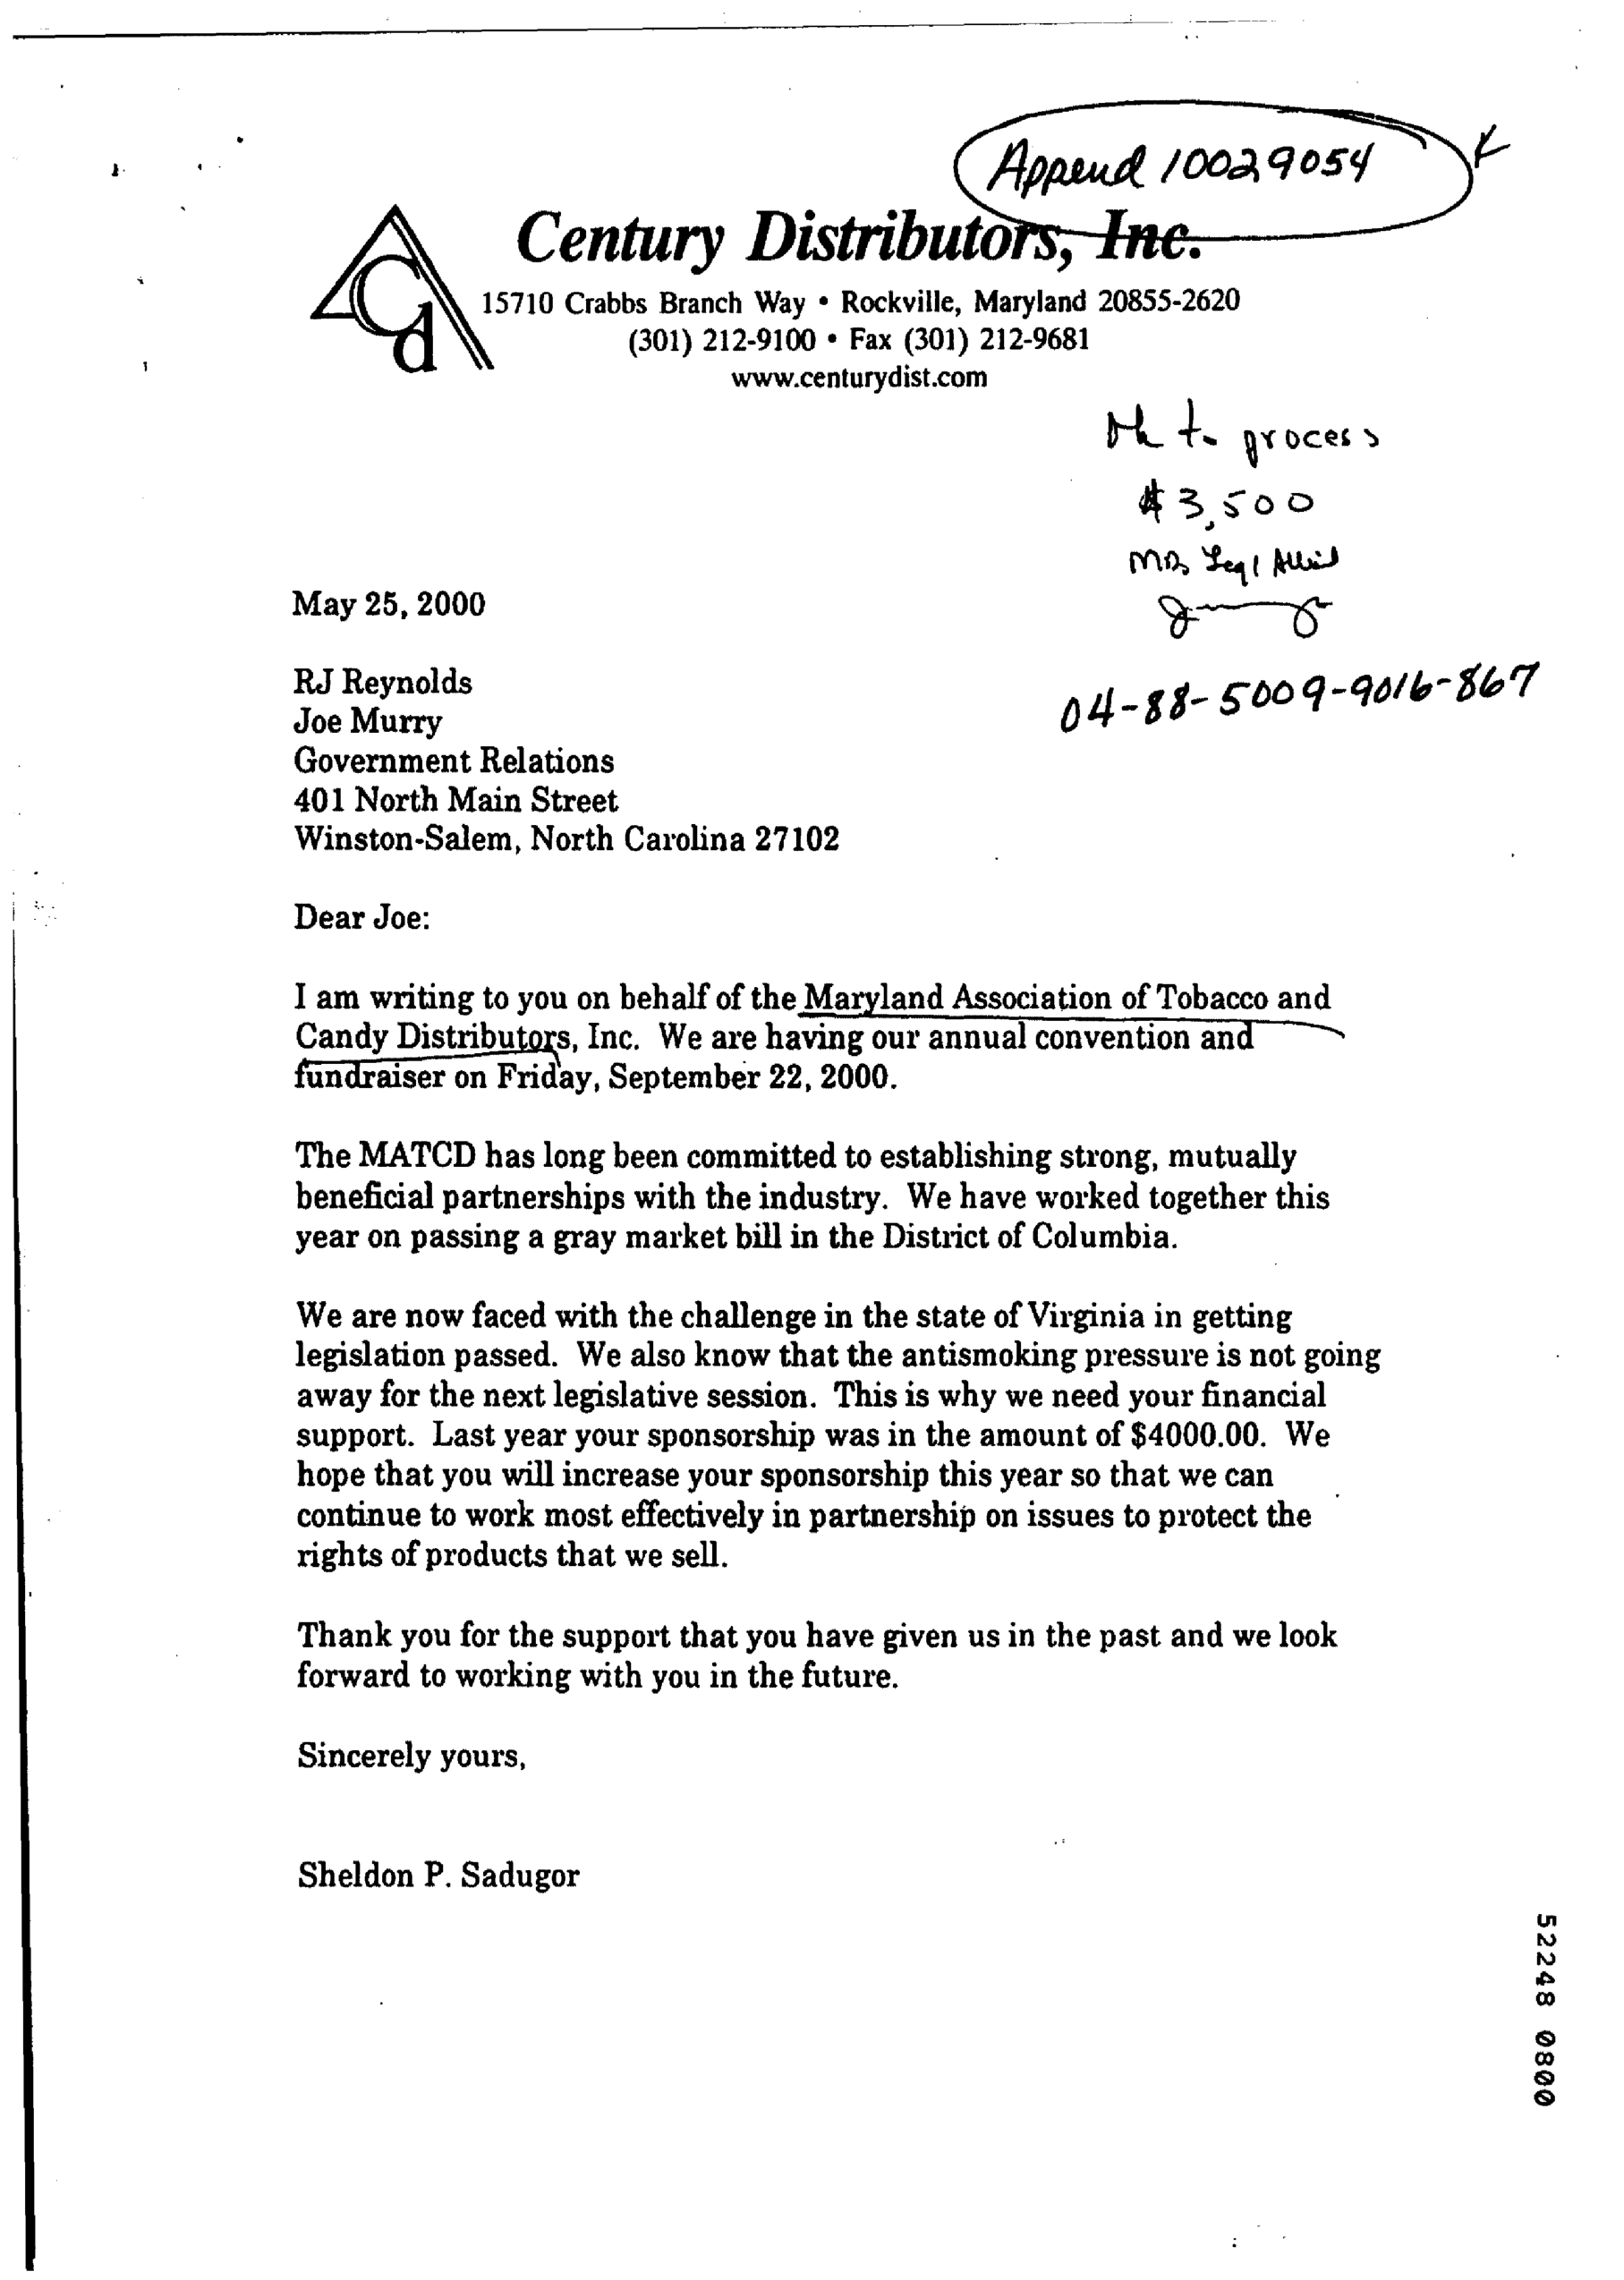 Append 10029054
Cd
Century Distributors, Inc.
15710 Crabbs Branch Way • Rockville, Maryland 20855-2620
(301) 212-9100 • Fax (301) 212-9681
www.centurydist.com
Ok to process
$3,500
May 25, 2000
RJ Reynolds
04-88-5009-9016-867
Joe Murry
Government Relations
401 North Main Street
Winston-Salem, North Carolina 27102
Dear Joe:
I am writing to you on behalf of the Maryland Association of Tobacco and
Candy Distributors, Inc. We are having our annual convention and
fundraiser on Friday, September 22, 2000.
The MATCD has long been committed to establishing strong, mutually
beneficial partnerships with the industry. We have worked together this
year on passing a gray market bill in the District of Columbia.
We are now faced with the challenge in the state of Virginia in getting
legislation passed. We also know that the antismoking pressure is not going
away for the next legislative session. This is why we need your financial
support. Last year your sponsorship was in the amount of $4000.00. We
hope that you will increase your sponsorship this year so that we can
continue to work most effectively in partnership on issues to protect the
rights of products that we sell.
Thank you for the support that you have given us in the past and we look
forward to working with you in the future.
Sincerely yours,
Sheldon P. Sadugor
52248 0800